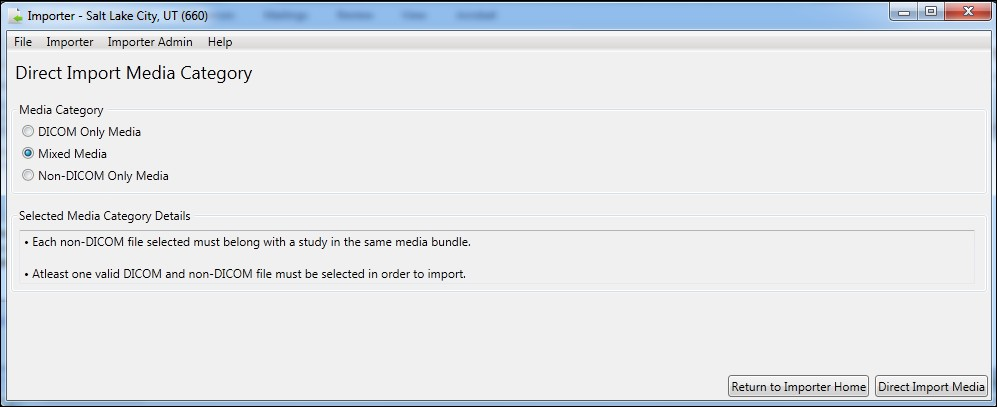 Importer - Salt Lake City, UT (660)
File Importer Importer Admin Help
Direct Import Media Category
Media Category
DICOM Only Media
Mixed Media
Non-DICOM Only Media
Selected Media Category Details
• Each non-DICOM file selected must belong with a study in the same media bundle.
• Atleast one valid DICOM and non-DICOM file must be selected in order to import.
Return to Importer Home Direct Import Media